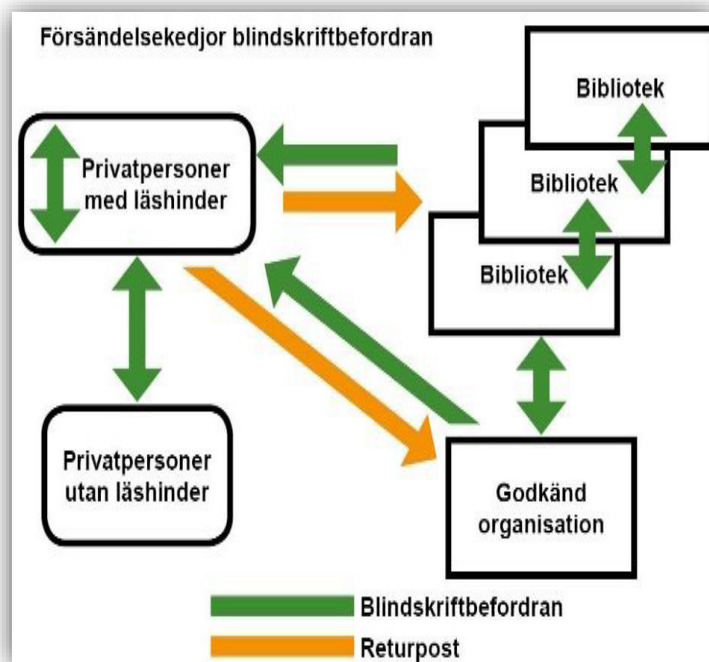 Försändelsekedjor blindskriftbefordran
Bibliotek
Bibliotek
Bibliotek
Privatpersoner
med läshinder
Privatpersoner
utan läshinder
Godkänd
organisation
Blindskriftbefordran
Returpost